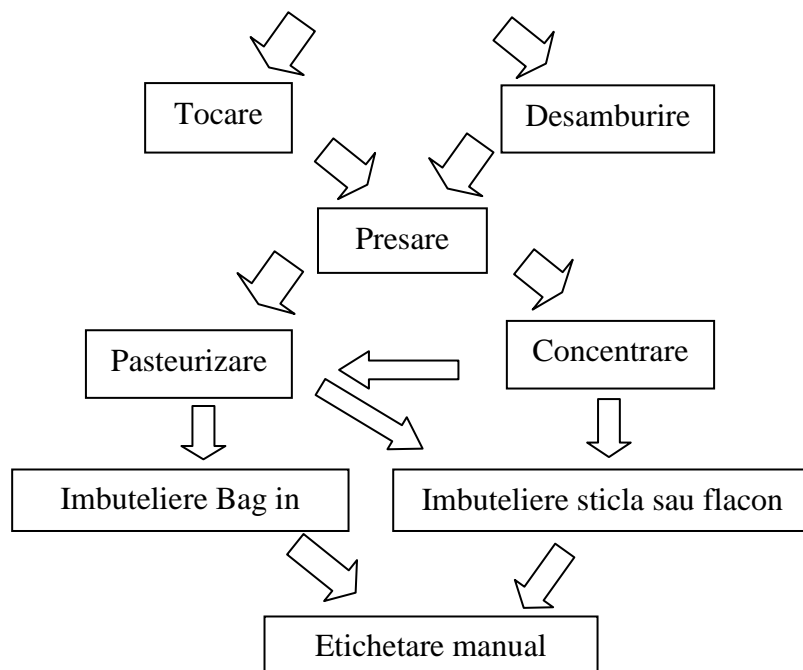 Tocare
Desamburire
Presare
Pasteurizare
Concentrare
Imbuteliere Bag in
Imbuteliere sticla sau flacon
Etichetare manual